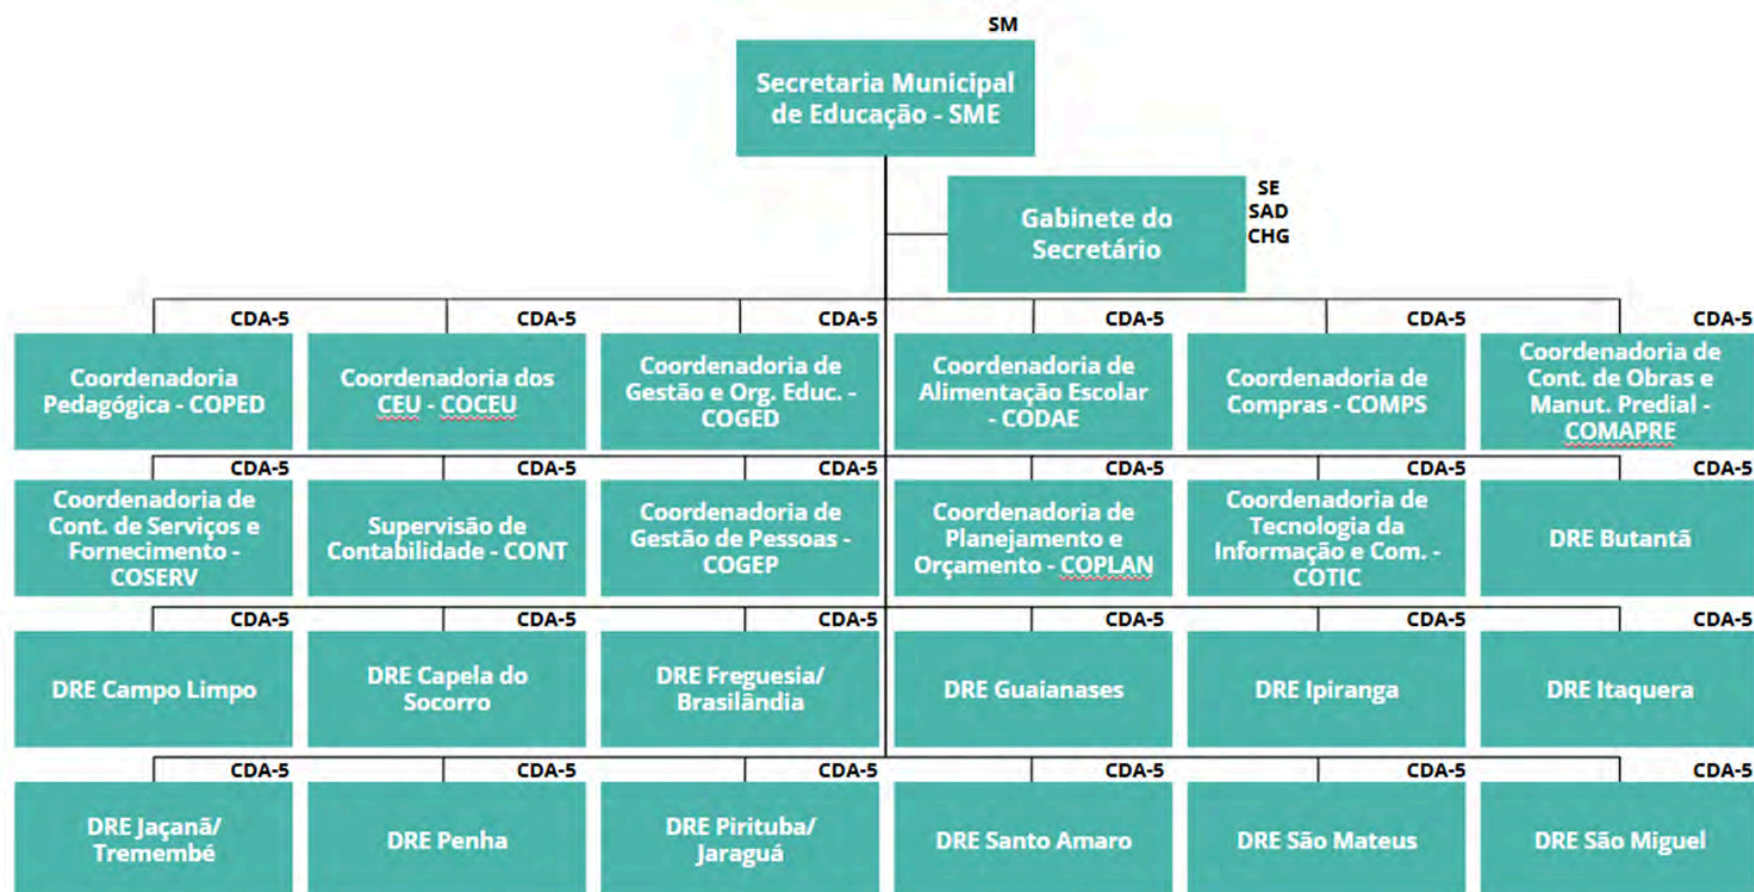 SM
Secretaria Municipal
de Educação - SME
Gabinete do
Secretário
SE
SAD
CHG
CDA-5
CDA-5
CDA-5
CDA-5
CDA-5
CDA-5
Coordenadoria
Pedagógica - COPED
Coordenadoria dos
CEU - COCEU
Coordenadoria de
Gestão e Org. Educ. -
COGED
Coordenadoria de
Alimentação Escolar
- CODAE
Coordenadoria de
Compras - COMPS
Coordenadoria de
Cont. de Obras e
Manut. Predial -
COMAPRE
CDA-5
CDA-5
CDA-5
CDA-5
CDA-5
CDA-5
Coordenadoria de
Cont. de Serviços e
Fornecimento -
COSERV
Supervisão de
Contabilidade - CONT
Coordenadoria de
Gestão de Pessoas -
COGEP
Coordenadoria de
Planejamento e
Orçamento - COPLAN
Coordenadoria de
Tecnologia da
Informação e Com. -
COTIC
DRE Butantã
CDA-5
CDA-5
CDA-5
CDA-5
CDA-5
CDA-5
DRE Campo Limpo
DRE Capela do
Socorro
DRE Freguesia/
Brasilândia
DRE Guaianases
DRE Ipiranga
DRE Itaquera
CDA-5
CDA-5
CDA-5
CDA-5
CDA-5
CDA-5
DRE Jaçanã/
Tremembé
DRE Penha
DRE Pirituba/
Jaraguá
DRE Santo Amaro
DRE São Mateus
DRE São Miguel